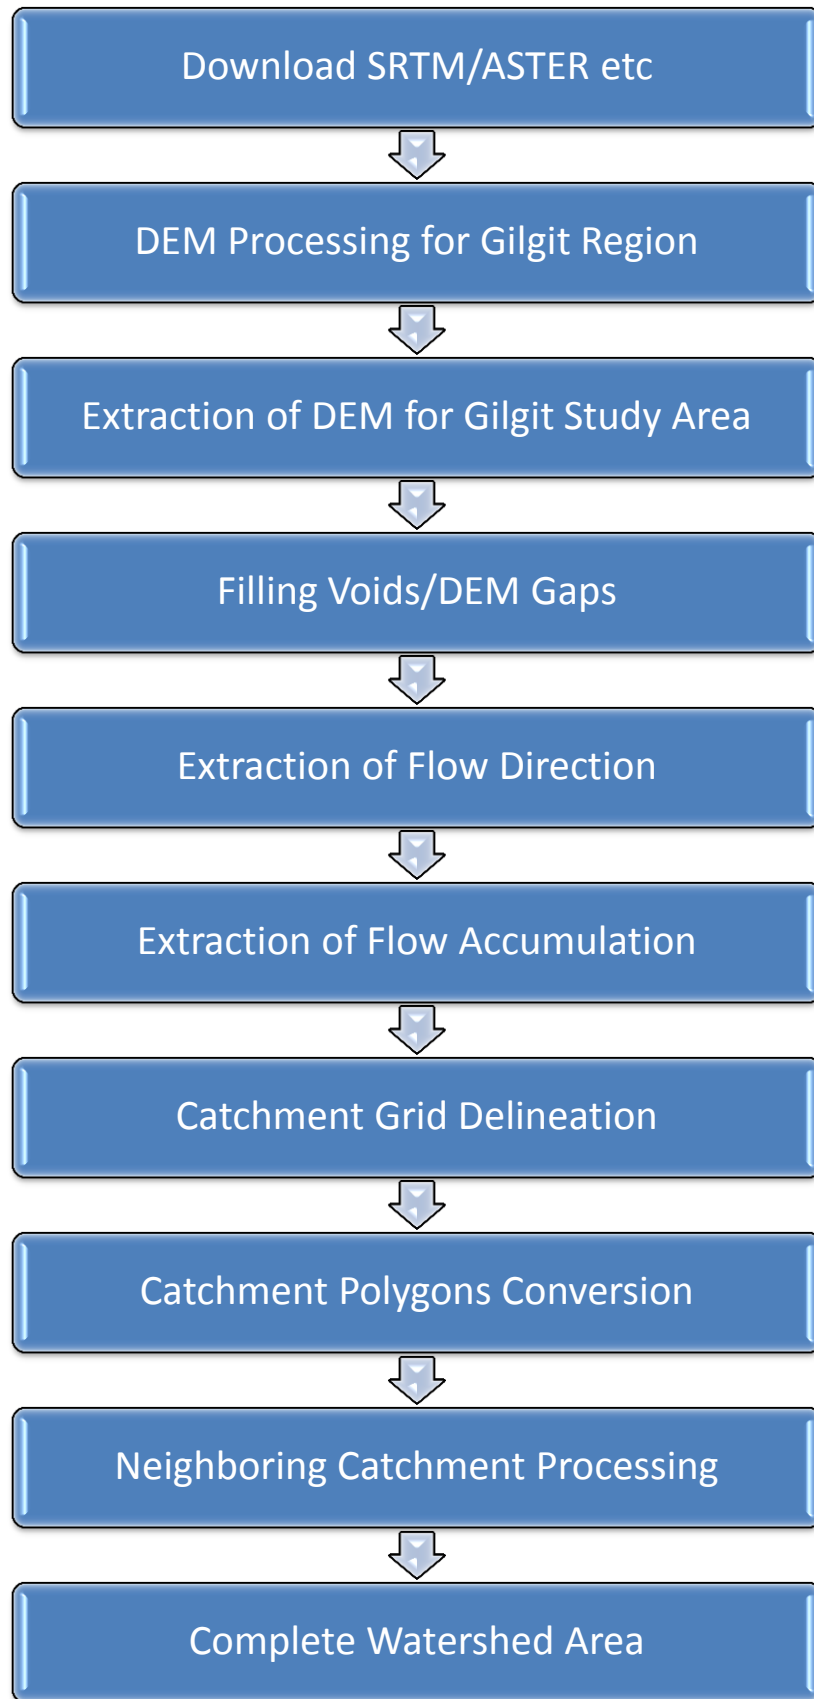 Download SRTM/ASTER etc
DEM Processing for Gilgit Region
Extraction of DEM for Gilgit Study Area
Filling Voids/DEM Gaps
Extraction of Flow Direction
Extraction of Flow Accumulation
Catchment Grid Delineation
Catchment Polygons Conversion
Neighboring Catchment Processing
Complete Watershed Area